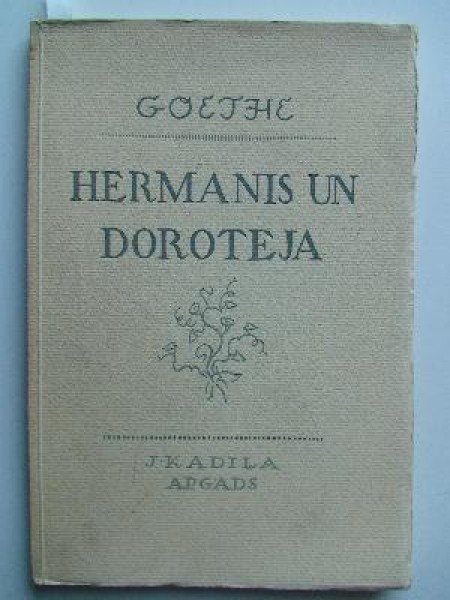 GOETHE
HERMANIS UN
DOROTEJA
J·KADILA
APGADS